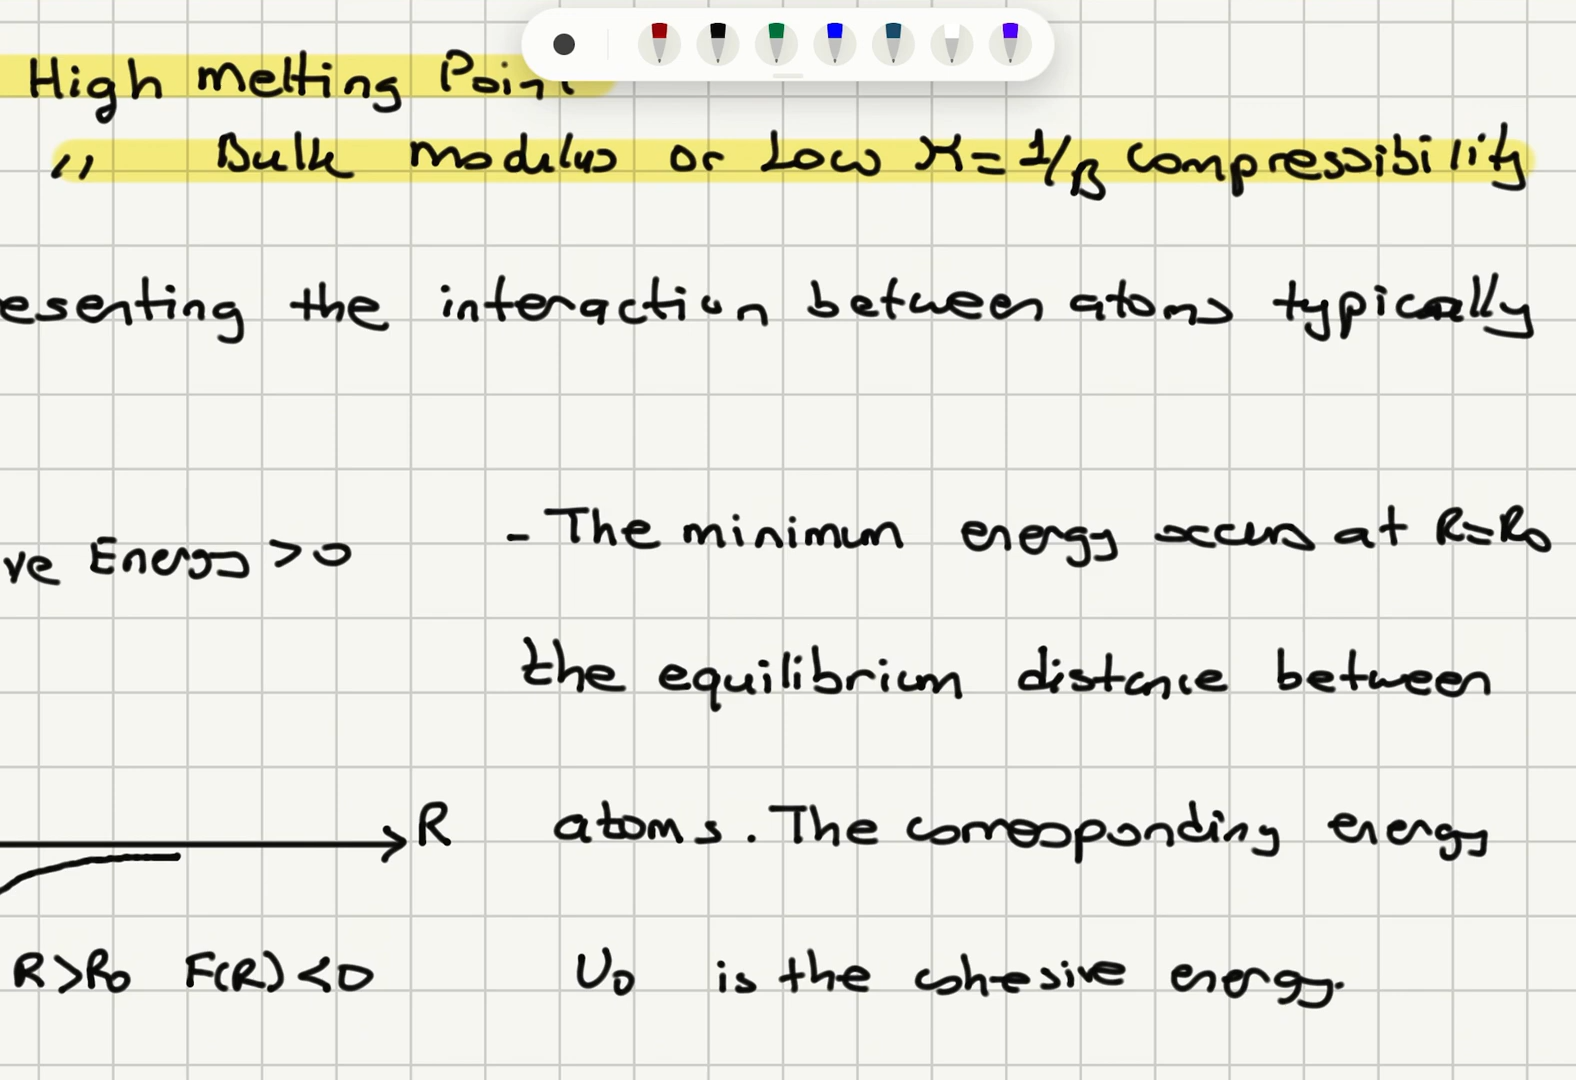 High melting Point
" Bulk modulus or Low ϰ=1/B compressibility
esenting the interaction between atoms typically
ve Energy >0
- The minimum energy occurs at R=R₀
the equilibrium distance between
R
atoms. The corresponding energy
R>R₀ F(R)<0
U₀ is the cohesive energy.